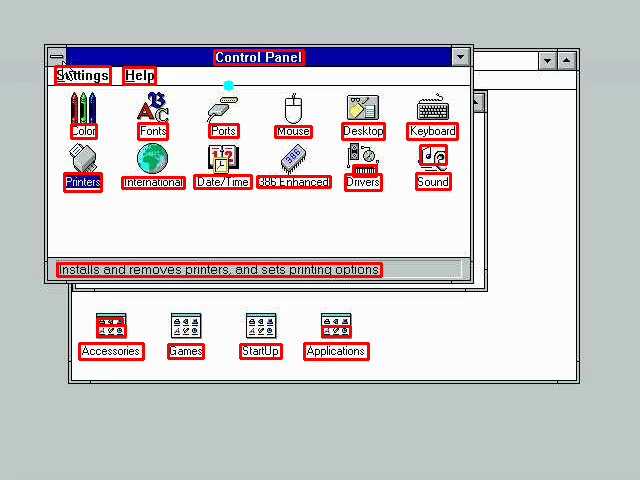 Control Panel
Settings Help
Color Fonts Ports Mouse Desktop Keyboard
Printers International Date/Time 386 Enhanced Drivers Sound
Installs and removes printers, and sets printing options
Accessories Games StartUp Applications